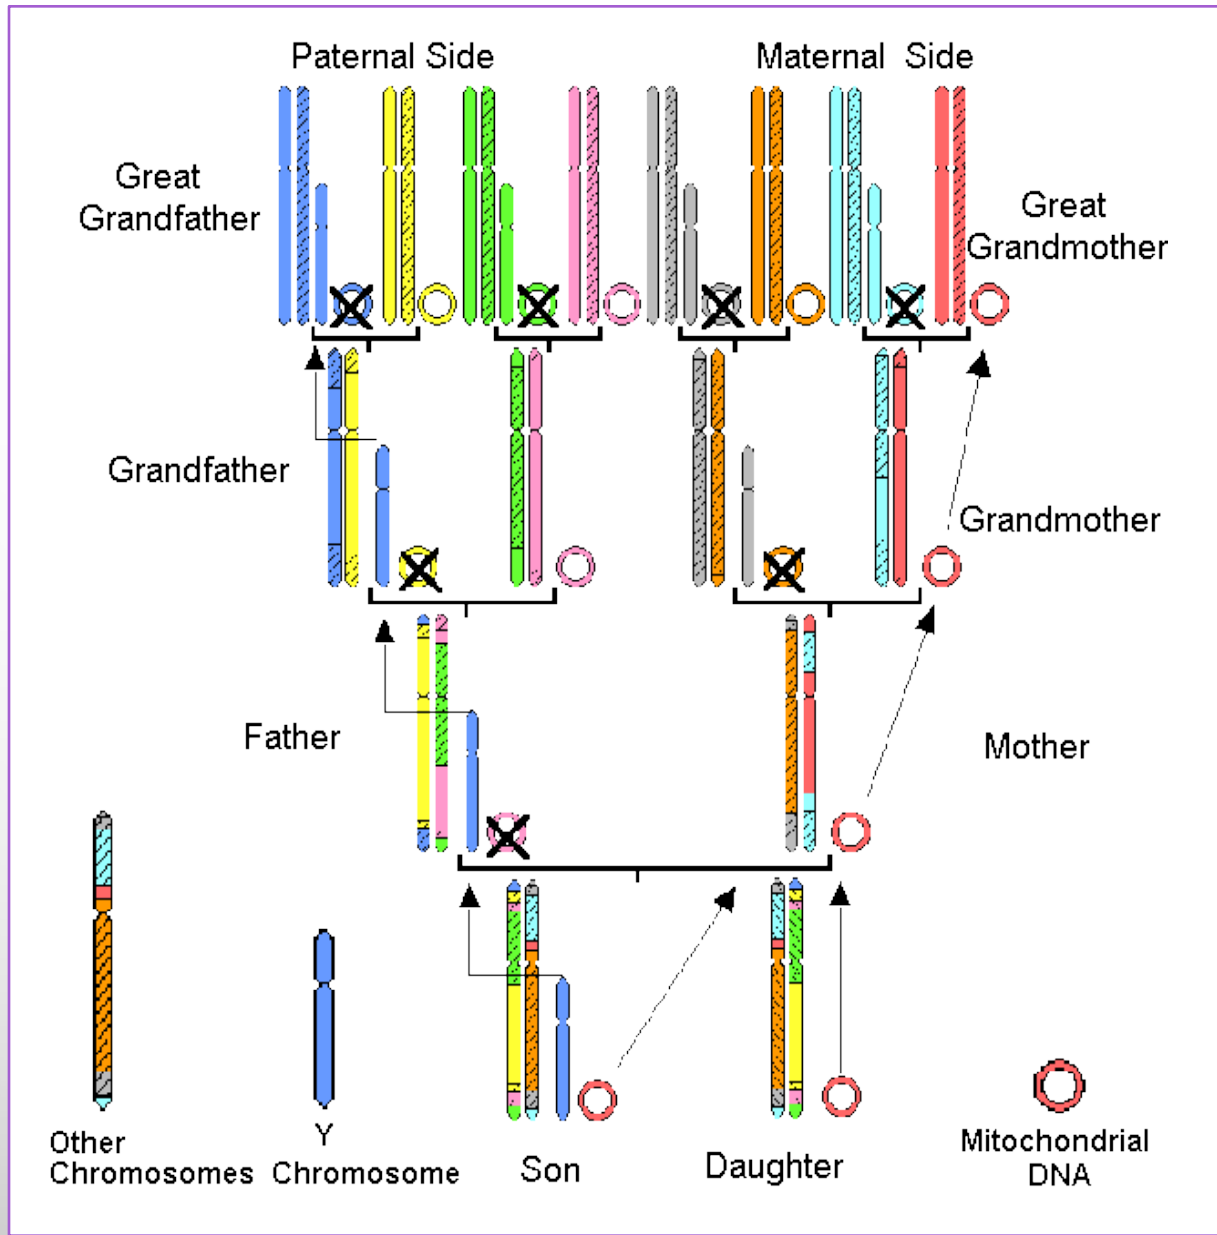 Paternal Side
Maternal Side
Great
Grandfather
Great
Grandmother
Grandfather
Grandmother
Father
Mother
Other
Chromosomes
Y
Chromosome
Son
Daughter
Mitochondrial
DNA